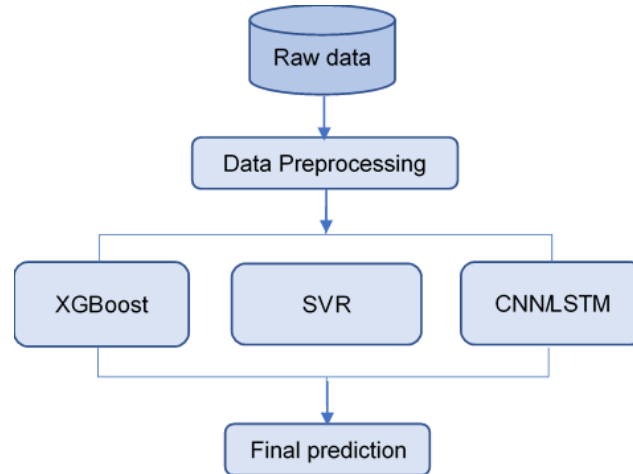 Raw data
Data Preprocessing
XGBoost
SVR
CNN/LSTM
Final prediction